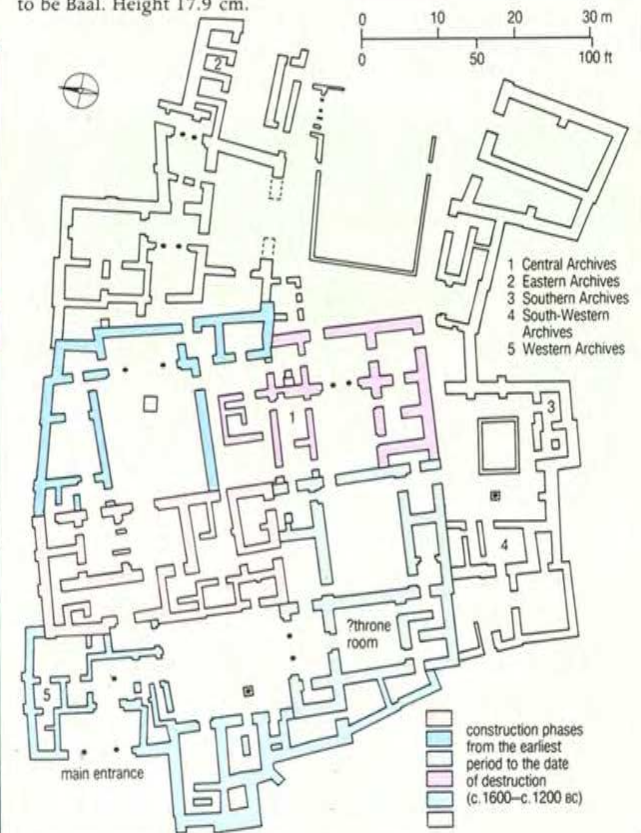 to be Baal. Height 17.9 cm.
0 10 20 30 m
0 50 100 ft
2
1 Central Archives
2 Eastern Archives
3 Southern Archives
4 South-Western
Archives
5 Western Archives
3
1
4
?throne
room
5
main entrance
construction phases
from the earliest
period to the date
of destruction
(c.1600–c.1200 BC)